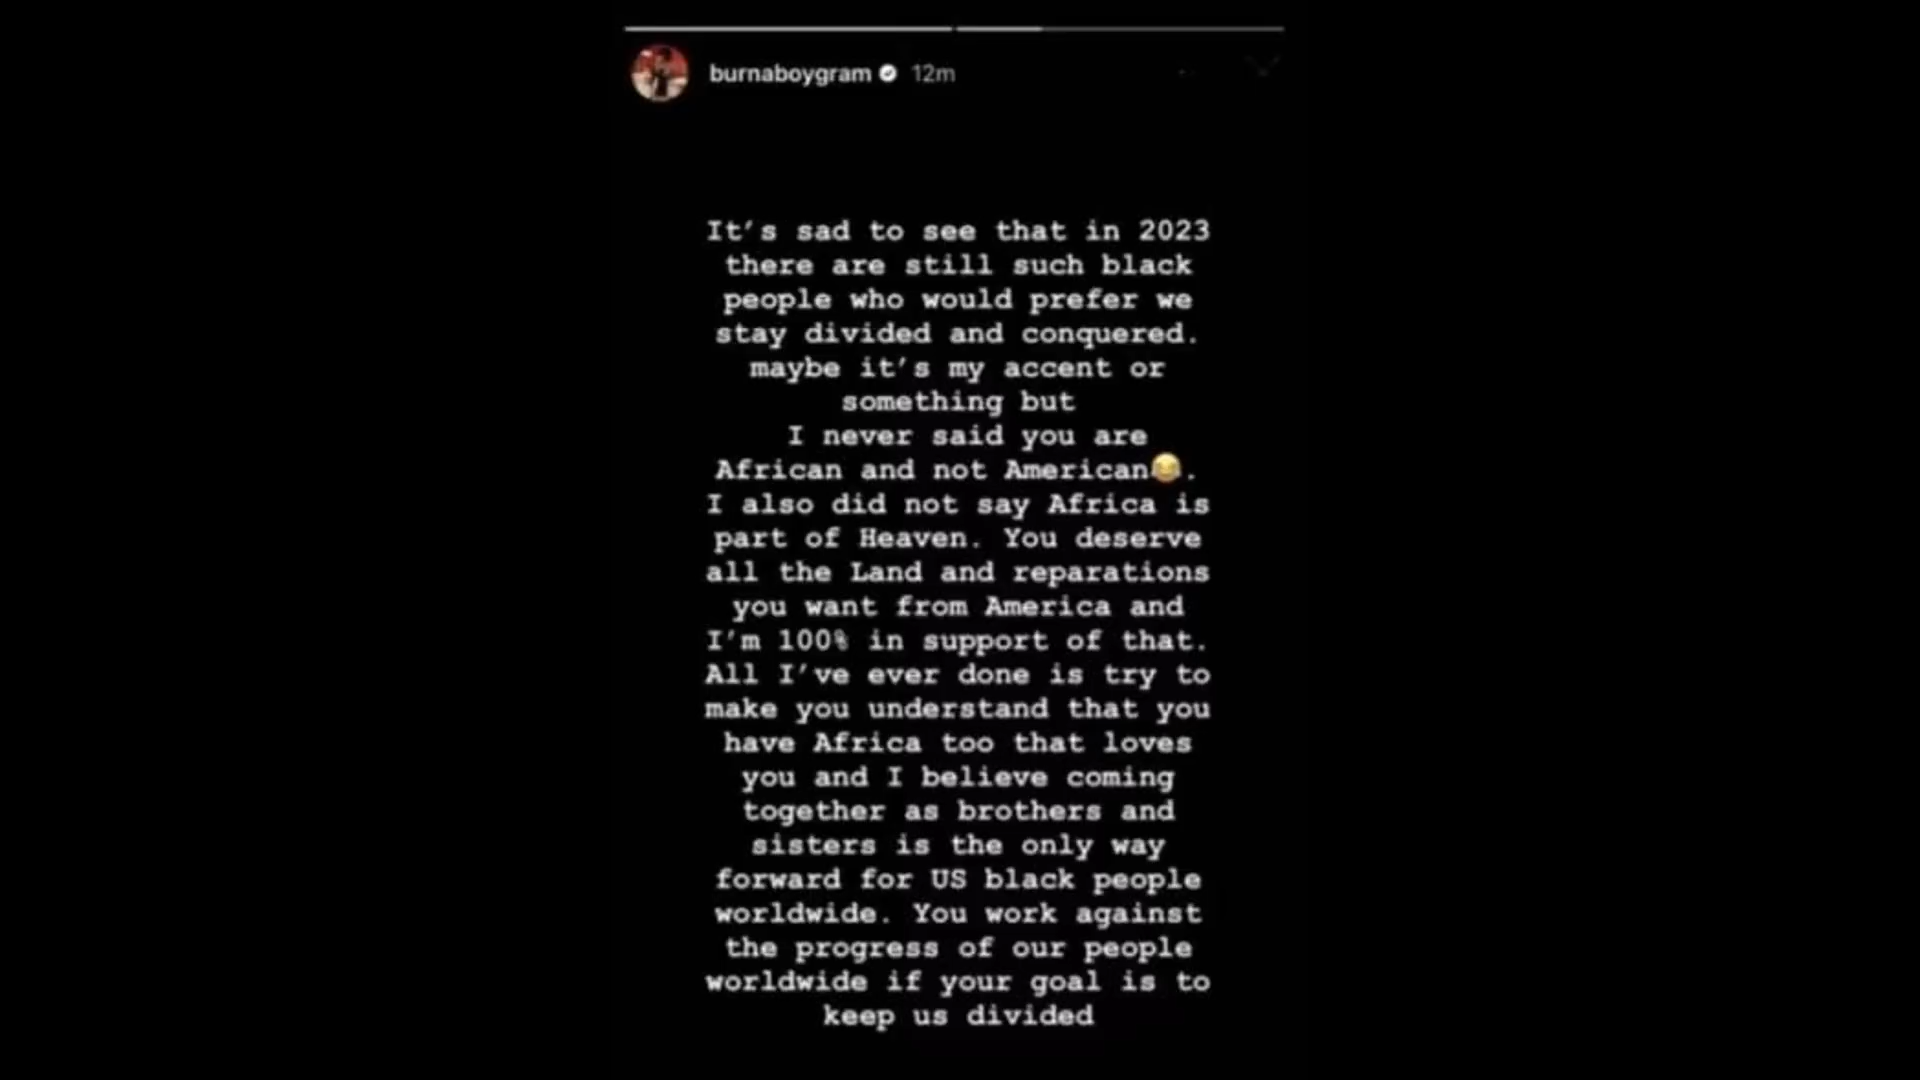 burnaboygram 12m
It’s sad to see that in 2023
there are still such black
people who would prefer we
stay divided and conquered.
maybe it’s my accent or
something but
I never said you are
African and not American😂.
I also did not say Africa is
part of Heaven. You deserve
all the Land and reparations
you want from America and
I’m 100% in support of that.
All I’ve ever done is try to
make you understand that you
have Africa too that loves
you and I believe coming
together as brothers and
sisters is the only way
forward for US black people
worldwide. You work against
the progress of our people
worldwide if your goal is to
keep us divided